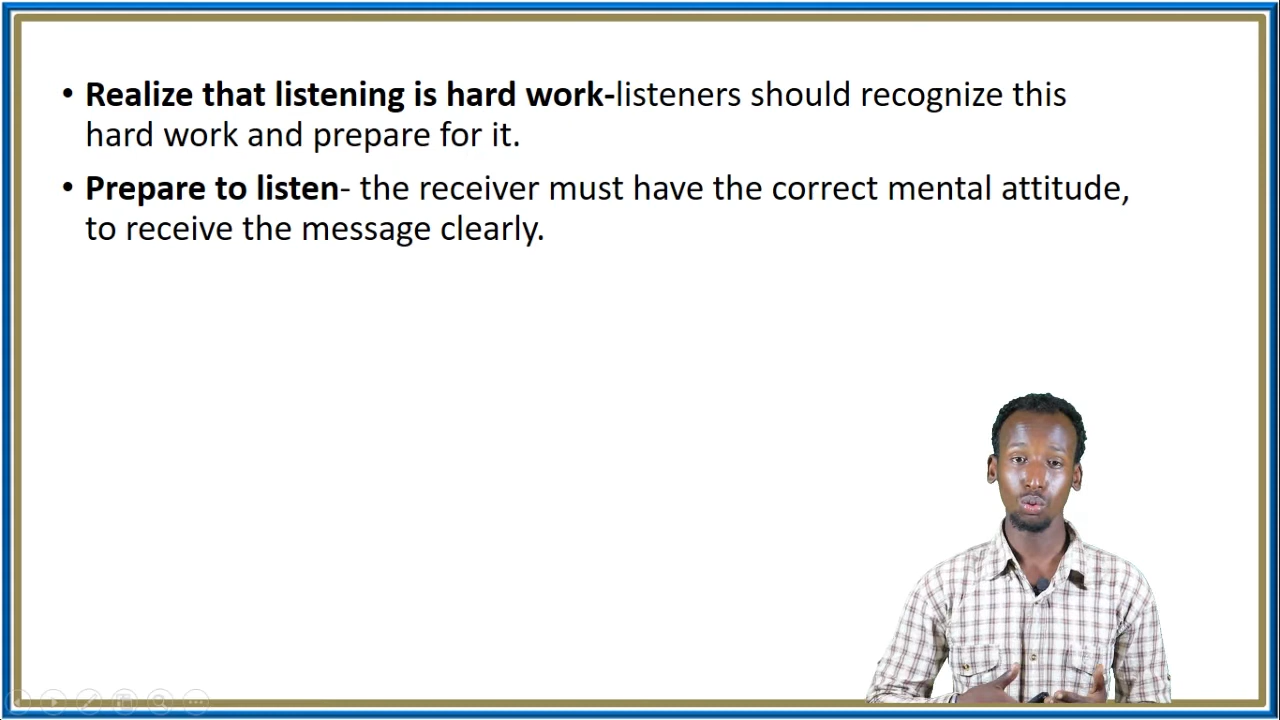 • Realize that listening is hard work-listeners should recognize this
hard work and prepare for it.
• Prepare to listen- the receiver must have the correct mental attitude,
to receive the message clearly.